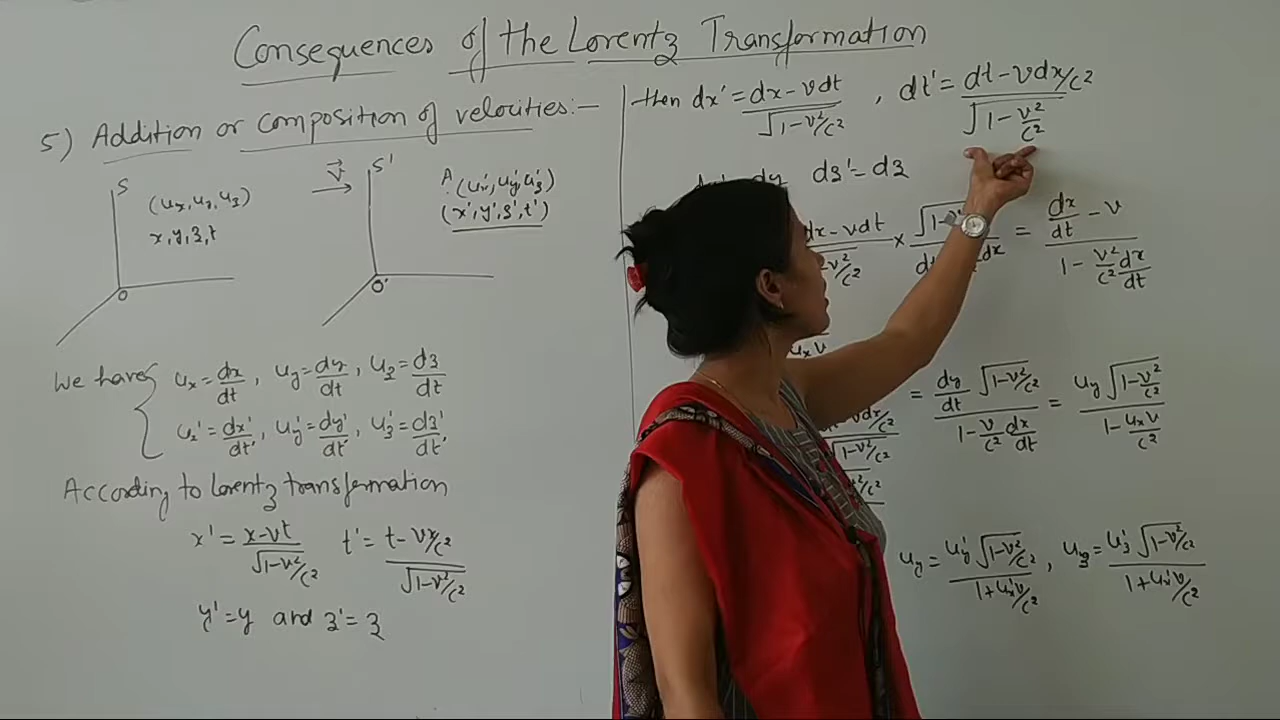 Consequences of the Lorentz Transformation
5) Addition or composition of velocities:-
S
(ux, uy, uz)
x, y, z, t
O
v⃗
S'
A (ux', uy', uz')
(x', y', z', t')
O'
We have { ux = dx/dt, uy = dy/dt, uz = dz/dt
ux' = dx'/dt', uy' = dy'/dt', uz' = dz'/dt'
According to Lorentz transformation
x' = (x-vt)/√(1-v²/c²) t' = (t-vx/c²)/√(1-v²/c²)
y' = y and z' = z
then dx' = (dx-vdt)/√(1-v²/c²), dt' = (dt-vdx/c²)/√(1-v²/c²)
dy dz' = dz
dx-vdt × = (dx/dt - v)/(1 - v²/c² dx/dt)
ux v
= (dy/dt √(1-v²/c²))/(1 - v/c² dx/dt) = (uy √(1-v²/c²))/(1 - ux v/c²)
uy = (uy' √(1-v²/c²))/(1+ux'v/c²), uz = (uz' √(1-v²/c²))/(1+ux'v/c²)